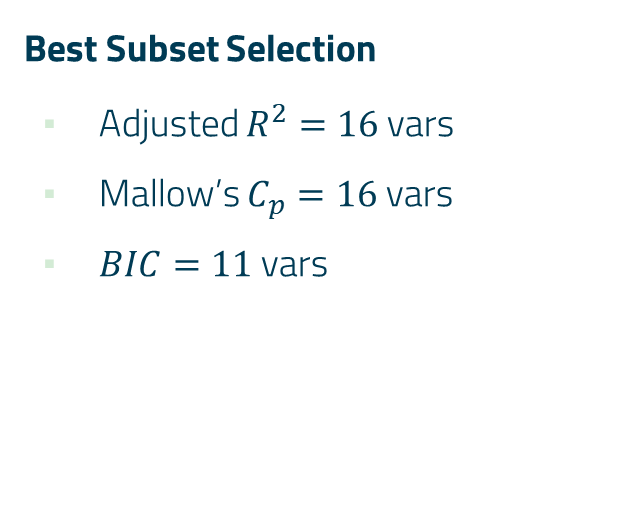 Best Subset Selection
▪ Adjusted R² = 16 vars
▪ Mallow’s Cₚ = 16 vars
▪ BIC = 11 vars